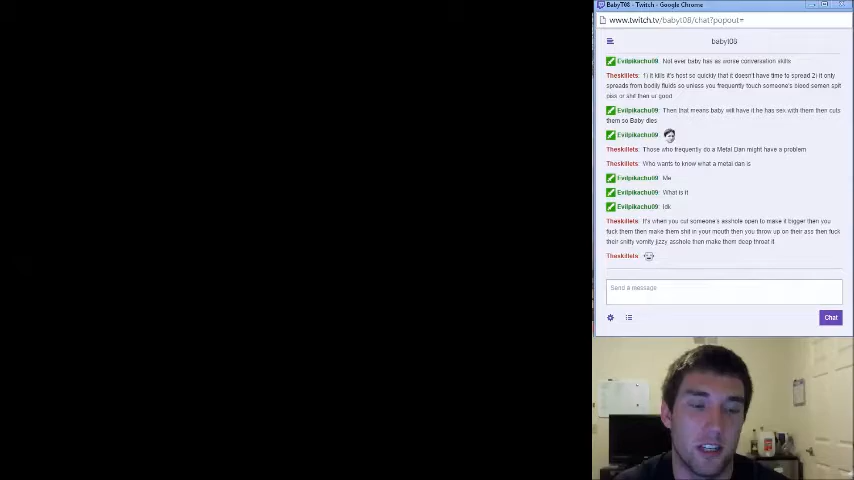 BabyT08 - Twitch - Google Chrome
www.twitch.tv/babyt08/chat?popout=
babyt08
Evilpikachu09: Not ever baby has as worse conversation skills
Theskillets: 1) it kills it's host so quickly that it doesn't have time to spread 2) it only
spreads from bodily fluids so unless you frequently touch someone's blood semen spit
piss or shit then ur good
Evilpikachu09: Then that means baby will have it he has sex with them then cuts
them so Baby dies
Evilpikachu09:
Theskillets: Those who frequently do a Metal Dan might have a problem
Theskillets: Who wants to know what a metal dan is
Evilpikachu09: Me
Evilpikachu09: What is it
Evilpikachu09: Idk
Theskillets: It's when you cut someone's asshole open to make it bigger then you
fuck them then make them shit in your mouth then you throw up on their ass then fuck
their shitty vomity jizzy asshole then make them deep throat it
Theskillets:
Send a message
Chat